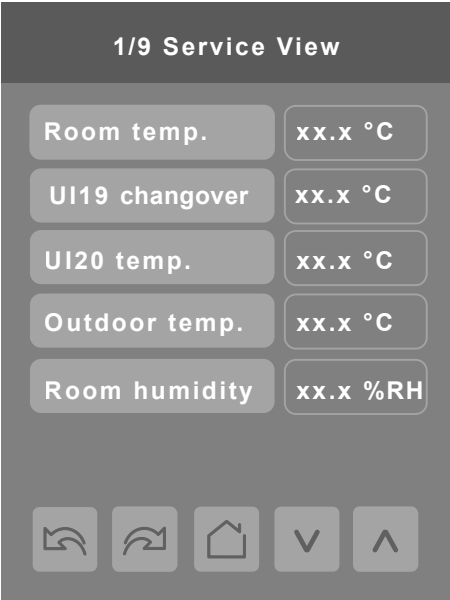 1/9 Service View
Room temp. xx.x °C
UI19 changover xx.x °C
UI20 temp. xx.x °C
Outdoor temp. xx.x °C
Room humidity xx.x %RH